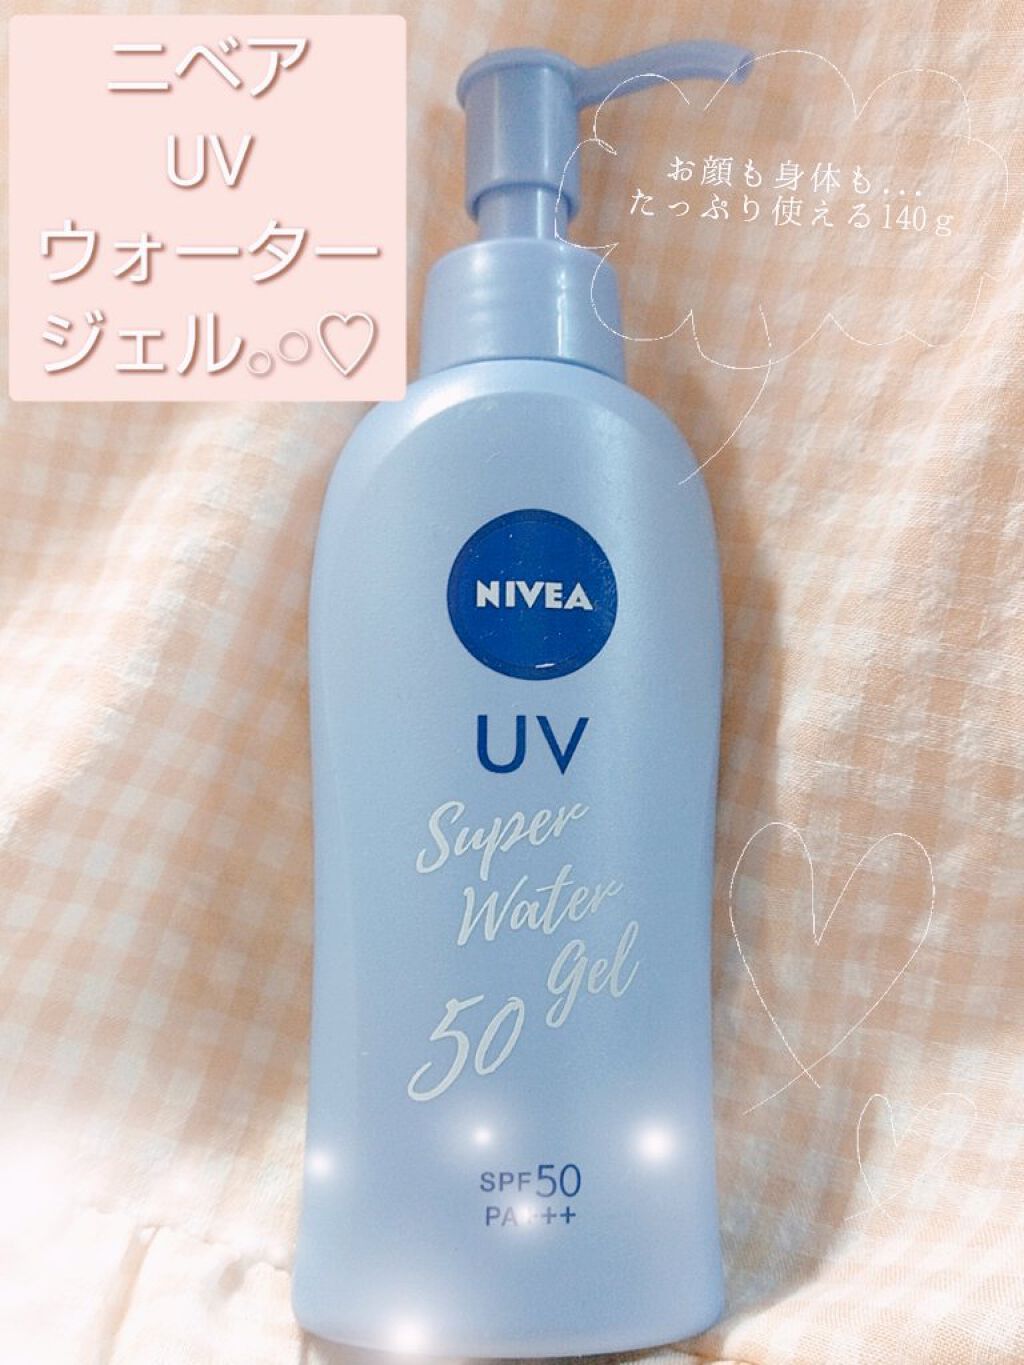 ニベア
UV
ウォーター
ジェル｡○♡
お顔も身体も...
たっぷり使える140g
NIVEA
UV
Super
Water
Gel
50
SPF50
PA+++